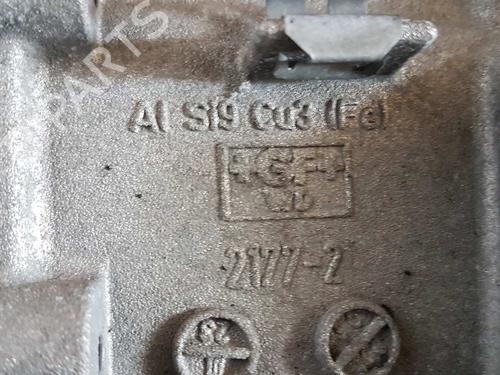 PARTS
Al Si9 Cu3 (Fe)
+GF+
2177-2